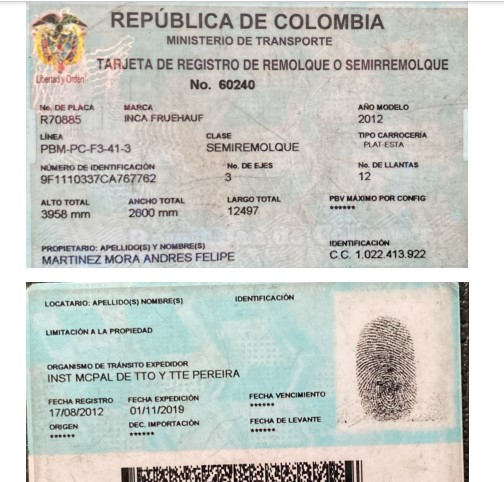 REPÚBLICA DE COLOMBIA
MINISTERIO DE TRANSPORTE
TARJETA DE REGISTRO DE REMOLQUE O SEMIRREMOLQUE
Libertad y Orden
No. 60240
No. DE PLACA MARCA AÑO MODELO
R70885 INCA FRUEHAUF 2012
LÍNEA CLASE TIPO CARROCERÍA
PBM-PC-F3-41-3 SEMIREMOLQUE PLAT-ESTA
NÚMERO DE IDENTIFICACIÓN No. DE EJES No. DE LLANTAS
9F1110337CA767762 3 12
ALTO TOTAL ANCHO TOTAL LARGO TOTAL PBV MÁXIMO POR CONFIG
3958 mm 2600 mm 12497 ******
PROPIETARIO: APELLIDO(S) Y NOMBRE(S) IDENTIFICACIÓN
MARTINEZ MORA ANDRES FELIPE C.C. 1.022.413.922
LOCATARIO: APELLIDO(S) NOMBRE(S) IDENTIFICACIÓN
LIMITACIÓN A LA PROPIEDAD
ORGANISMO DE TRÁNSITO EXPEDIDOR
INST MCPAL DE TTO Y TTE PEREIRA
FECHA REGISTRO FECHA EXPEDICIÓN FECHA VENCIMIENTO
17/08/2012 01/11/2019 ******
ORIGEN DEC. IMPORTACIÓN FECHA DE LEVANTE
****** ****** ******